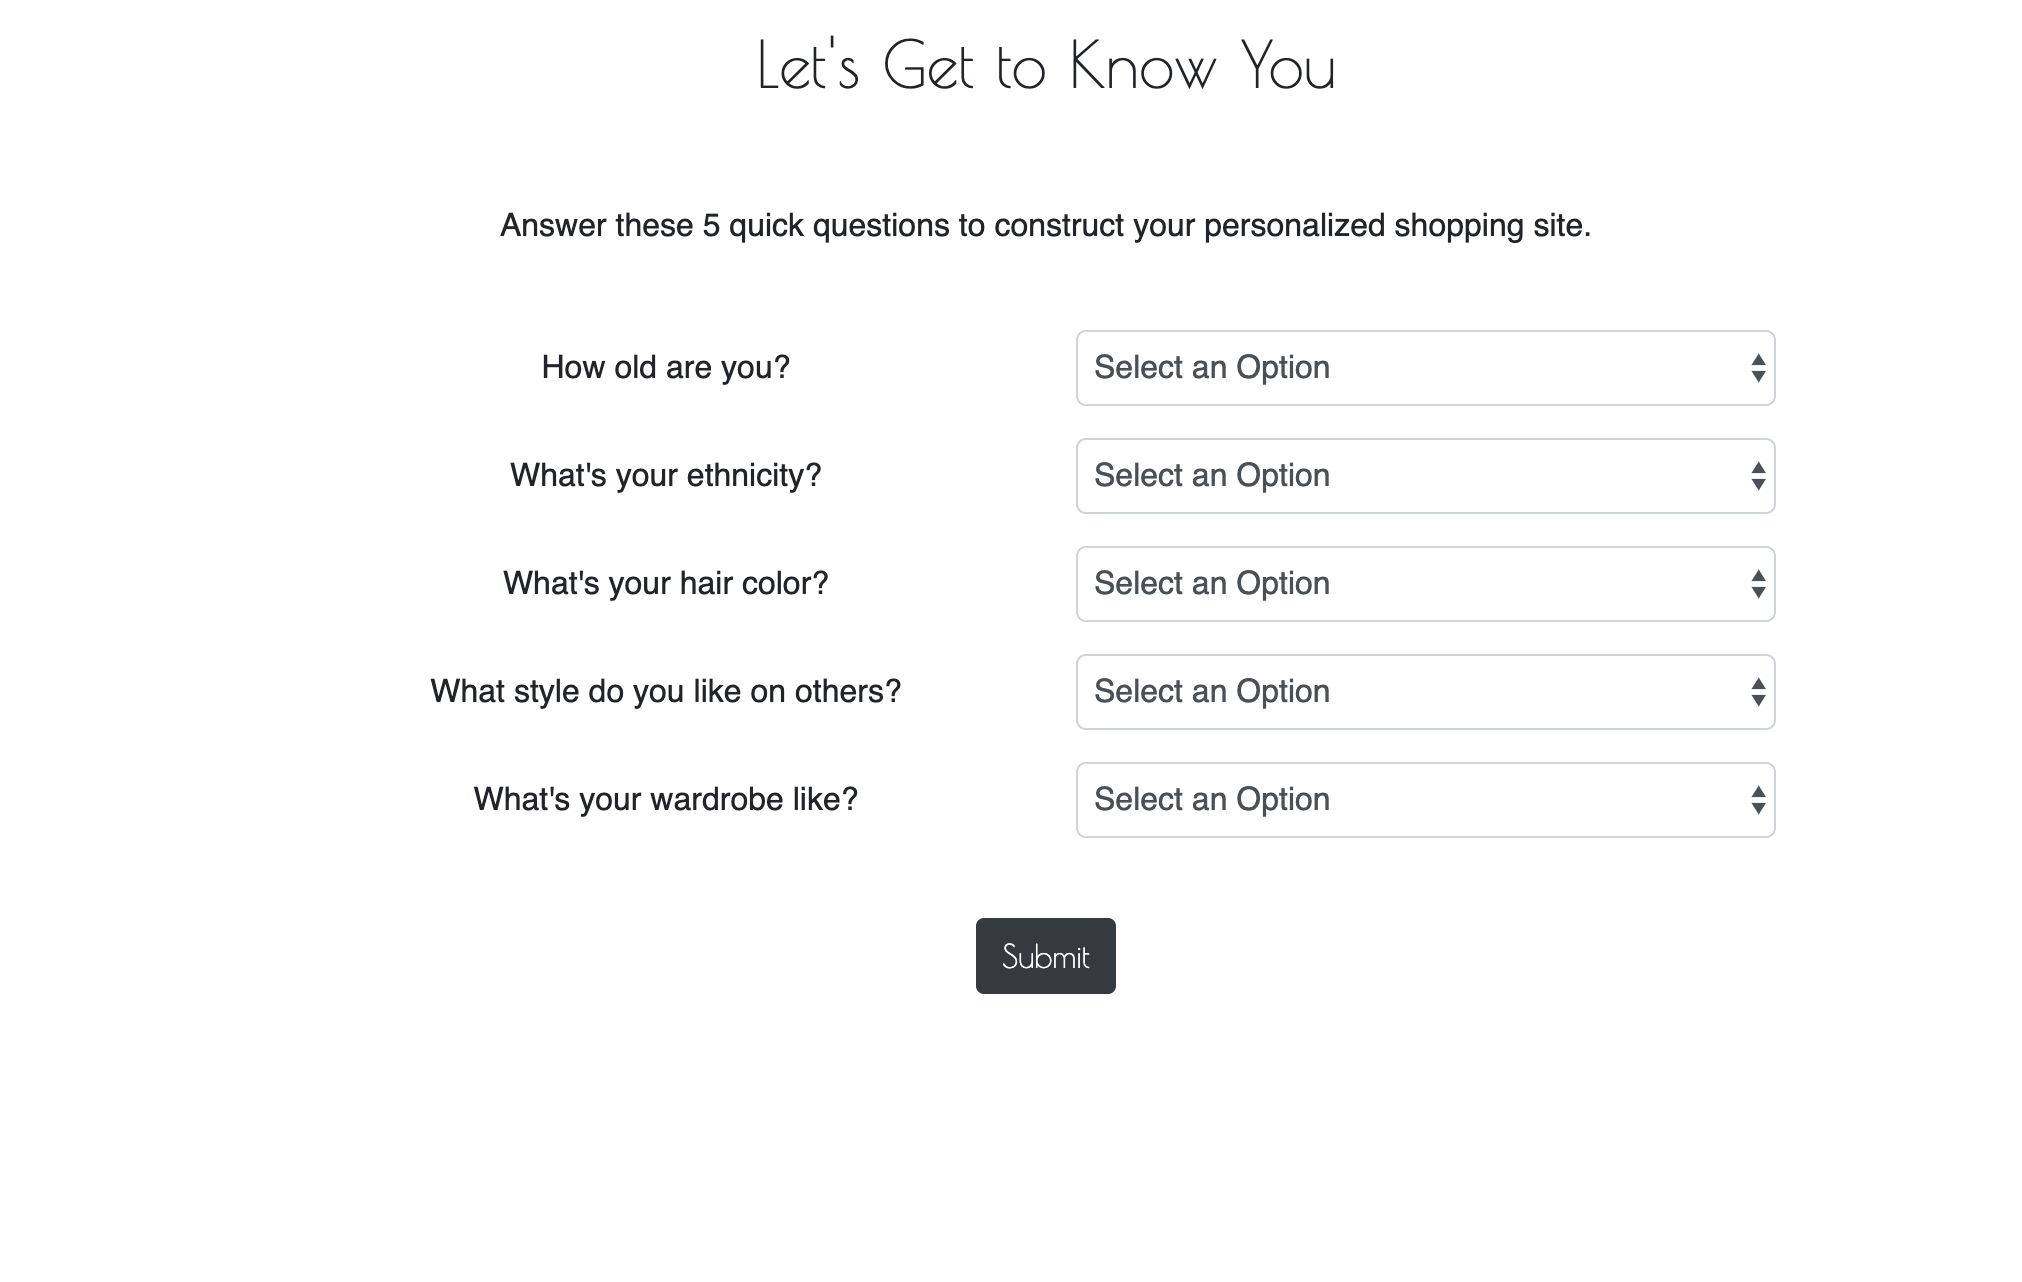 Let's Get to Know You
Answer these 5 quick questions to construct your personalized shopping site.
How old are you? Select an Option
What's your ethnicity? Select an Option
What's your hair color? Select an Option
What style do you like on others? Select an Option
What's your wardrobe like? Select an Option
Submit